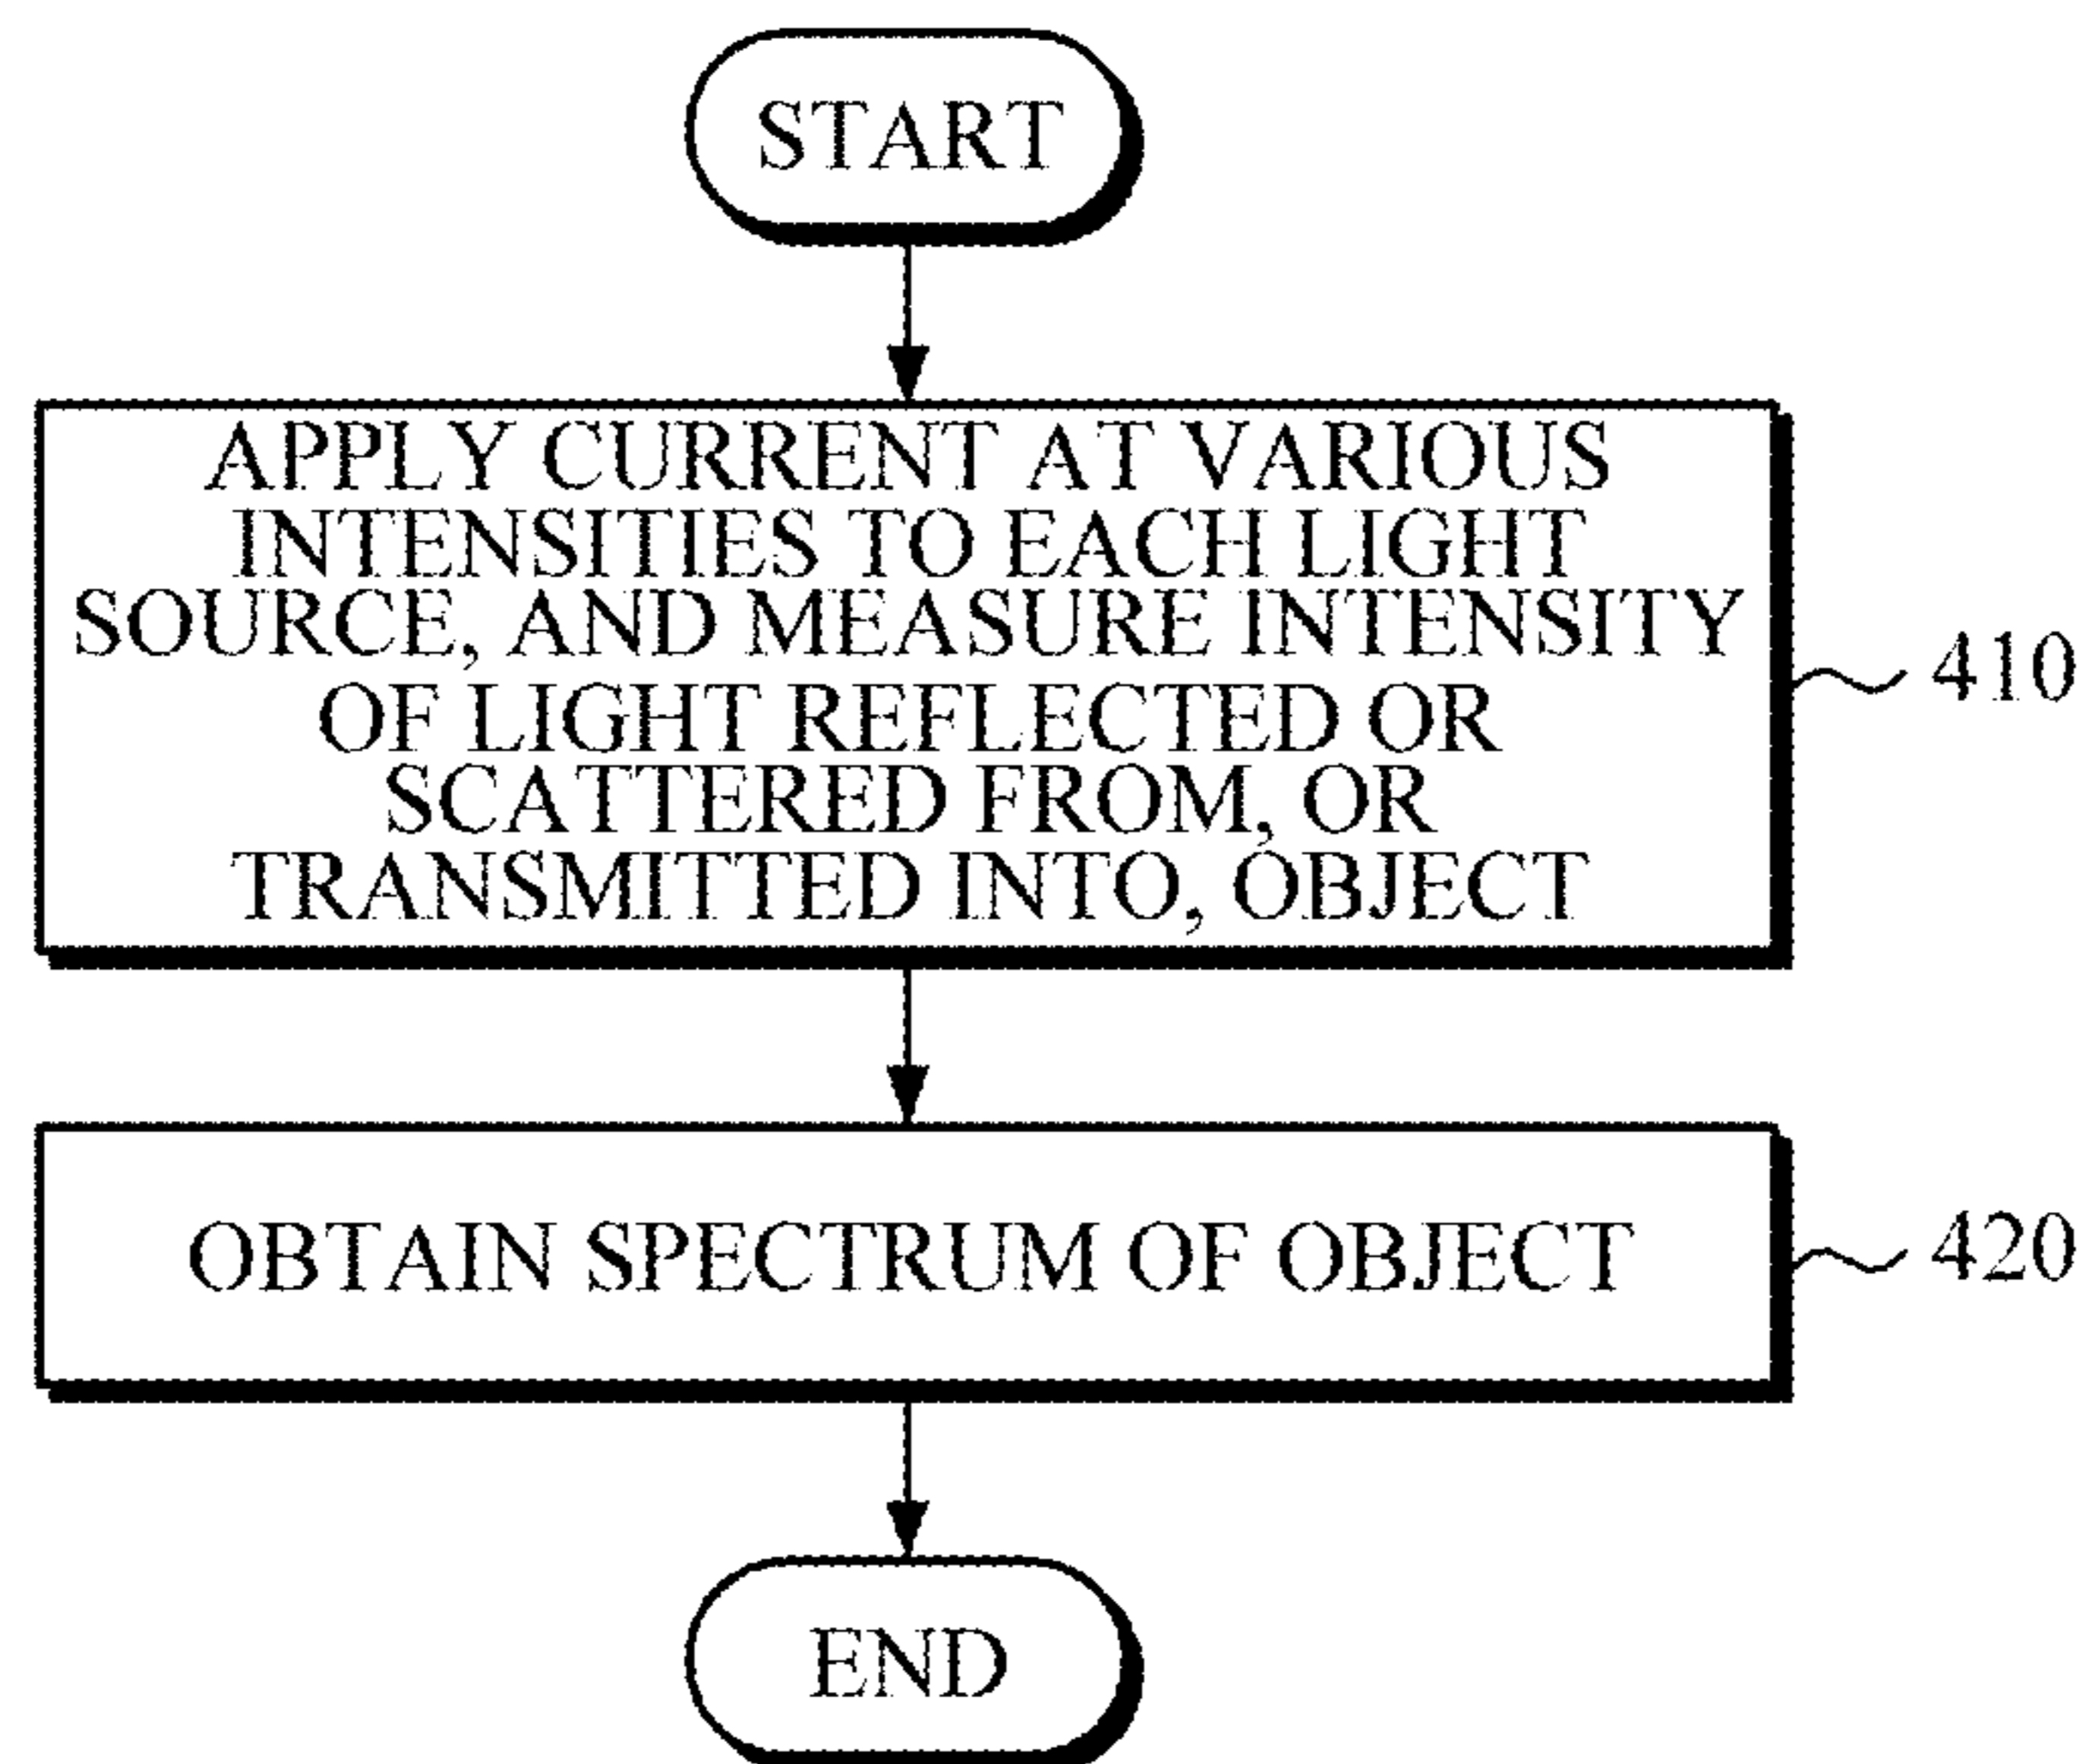 START
APPLY CURRENT AT VARIOUS
INTENSITIES TO EACH LIGHT
SOURCE, AND MEASURE INTENSITY
OF LIGHT REFLECTED OR
SCATTERED FROM, OR
TRANSMITTED INTO, OBJECT
410
OBTAIN SPECTRUM OF OBJECT
420
END